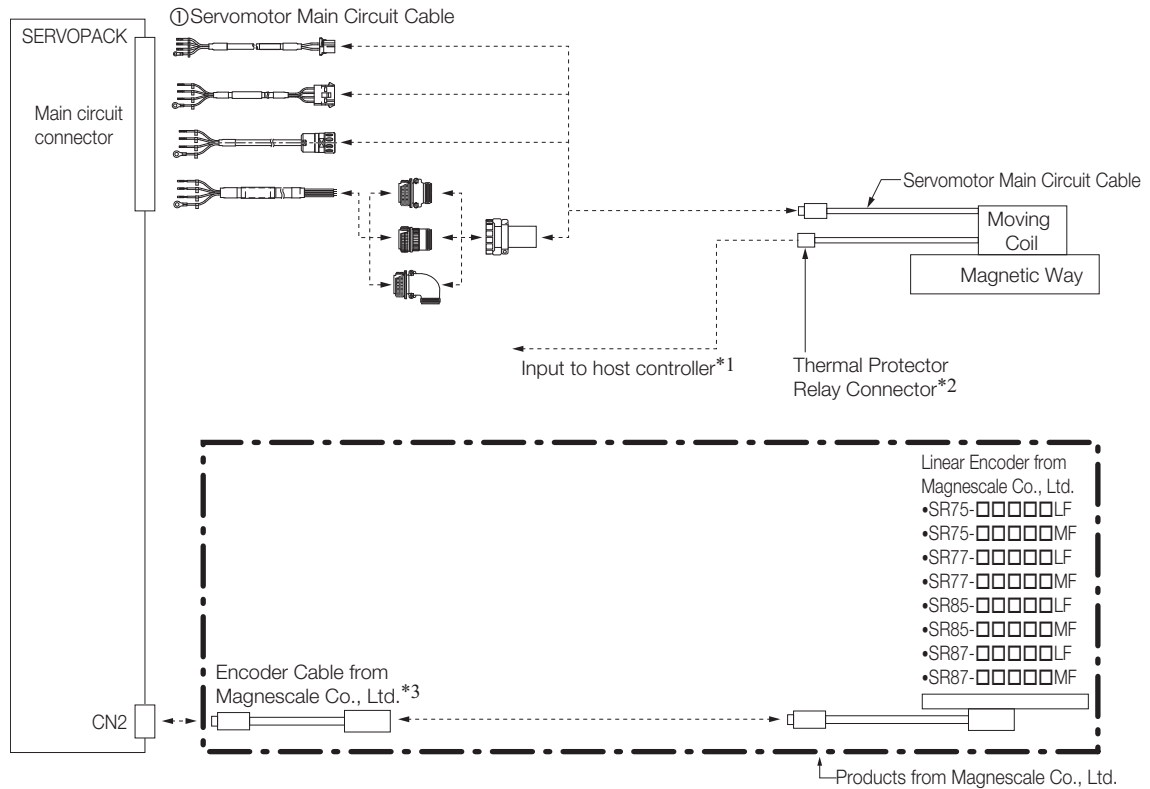 ①Servomotor Main Circuit Cable
SERVOPACK
Main circuit
connector
Servomotor Main Circuit Cable
Moving
Coil
Magnetic Way
Input to host controller*1
Thermal Protector
Relay Connector*2
Linear Encoder from
Magnescale Co., Ltd.
•SR75-□□□□□LF
•SR75-□□□□□MF
•SR77-□□□□□LF
•SR77-□□□□□MF
•SR85-□□□□□LF
•SR85-□□□□□MF
•SR87-□□□□□LF
•SR87-□□□□□MF
Encoder Cable from
Magnescale Co., Ltd.*3
CN2
Products from Magnescale Co., Ltd.